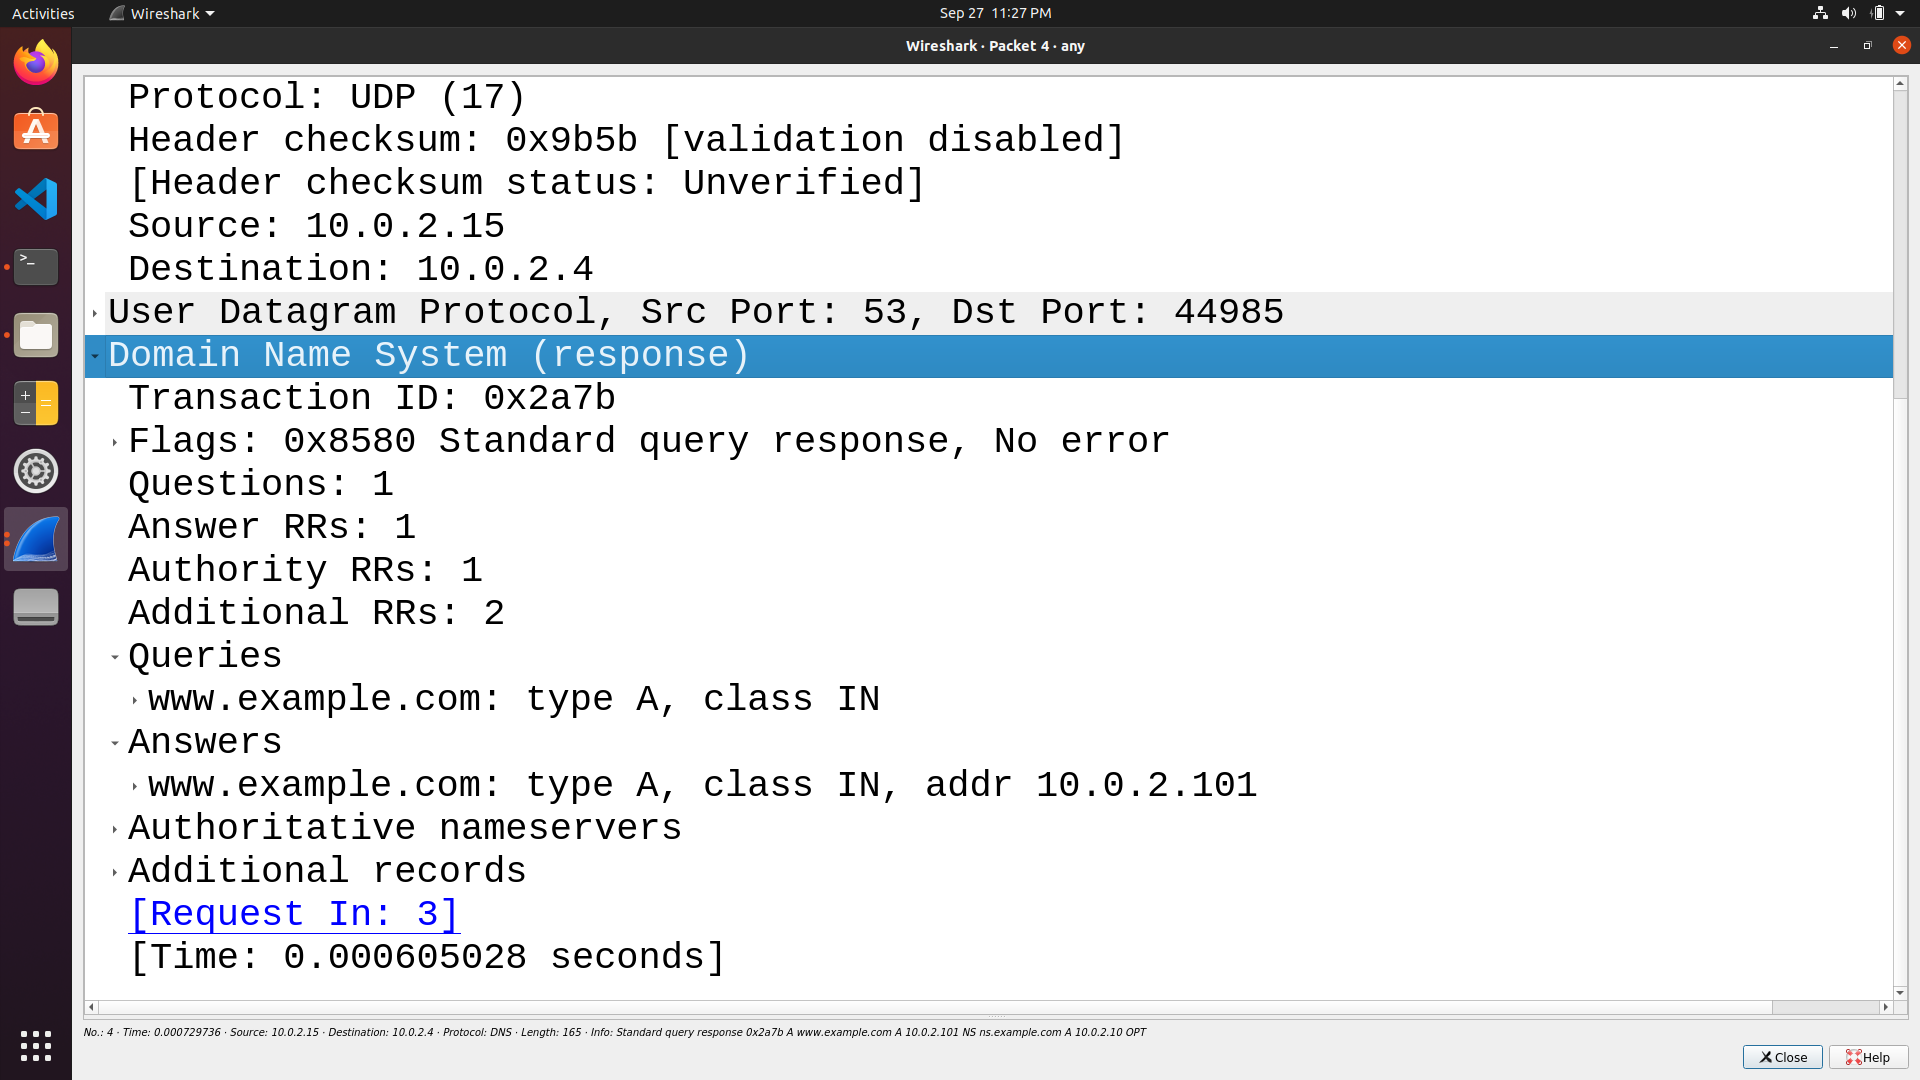 Activities
Wireshark
Sep 27 11:27 PM
Wireshark · Packet 4 · any
Protocol: UDP (17)
Header checksum: 0x9b5b [validation disabled]
[Header checksum status: Unverified]
Source: 10.0.2.15
Destination: 10.0.2.4
User Datagram Protocol, Src Port: 53, Dst Port: 44985
Domain Name System (response)
Transaction ID: 0x2a7b
Flags: 0x8580 Standard query response, No error
Questions: 1
Answer RRs: 1
Authority RRs: 1
Additional RRs: 2
Queries
www.example.com: type A, class IN
Answers
www.example.com: type A, class IN, addr 10.0.2.101
Authoritative nameservers
Additional records
[Request In: 3]
[Time: 0.000605028 seconds]
No.: 4 · Time: 0.000729736 · Source: 10.0.2.15 · Destination: 10.0.2.4 · Protocol: DNS · Length: 165 · Info: Standard query response 0x2a7b A www.example.com A 10.0.2.101 NS ns.example.com A 10.0.2.10 OPT
Close
Help